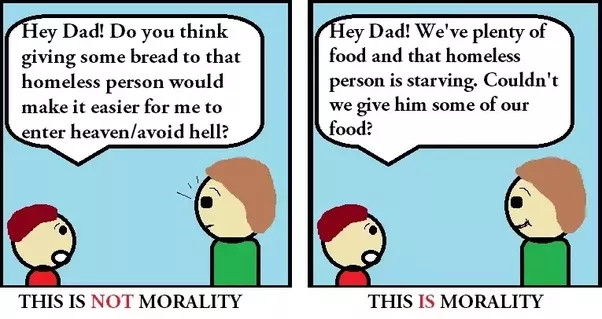 Hey Dad! Do you think
giving some bread to that
homeless person would
make it easier for me to
enter heaven/avoid hell?
THIS IS NOT MORALITY
Hey Dad! We've plenty of
food and that homeless
person is starving. Couldn't
we give him some of our
food?
THIS IS MORALITY